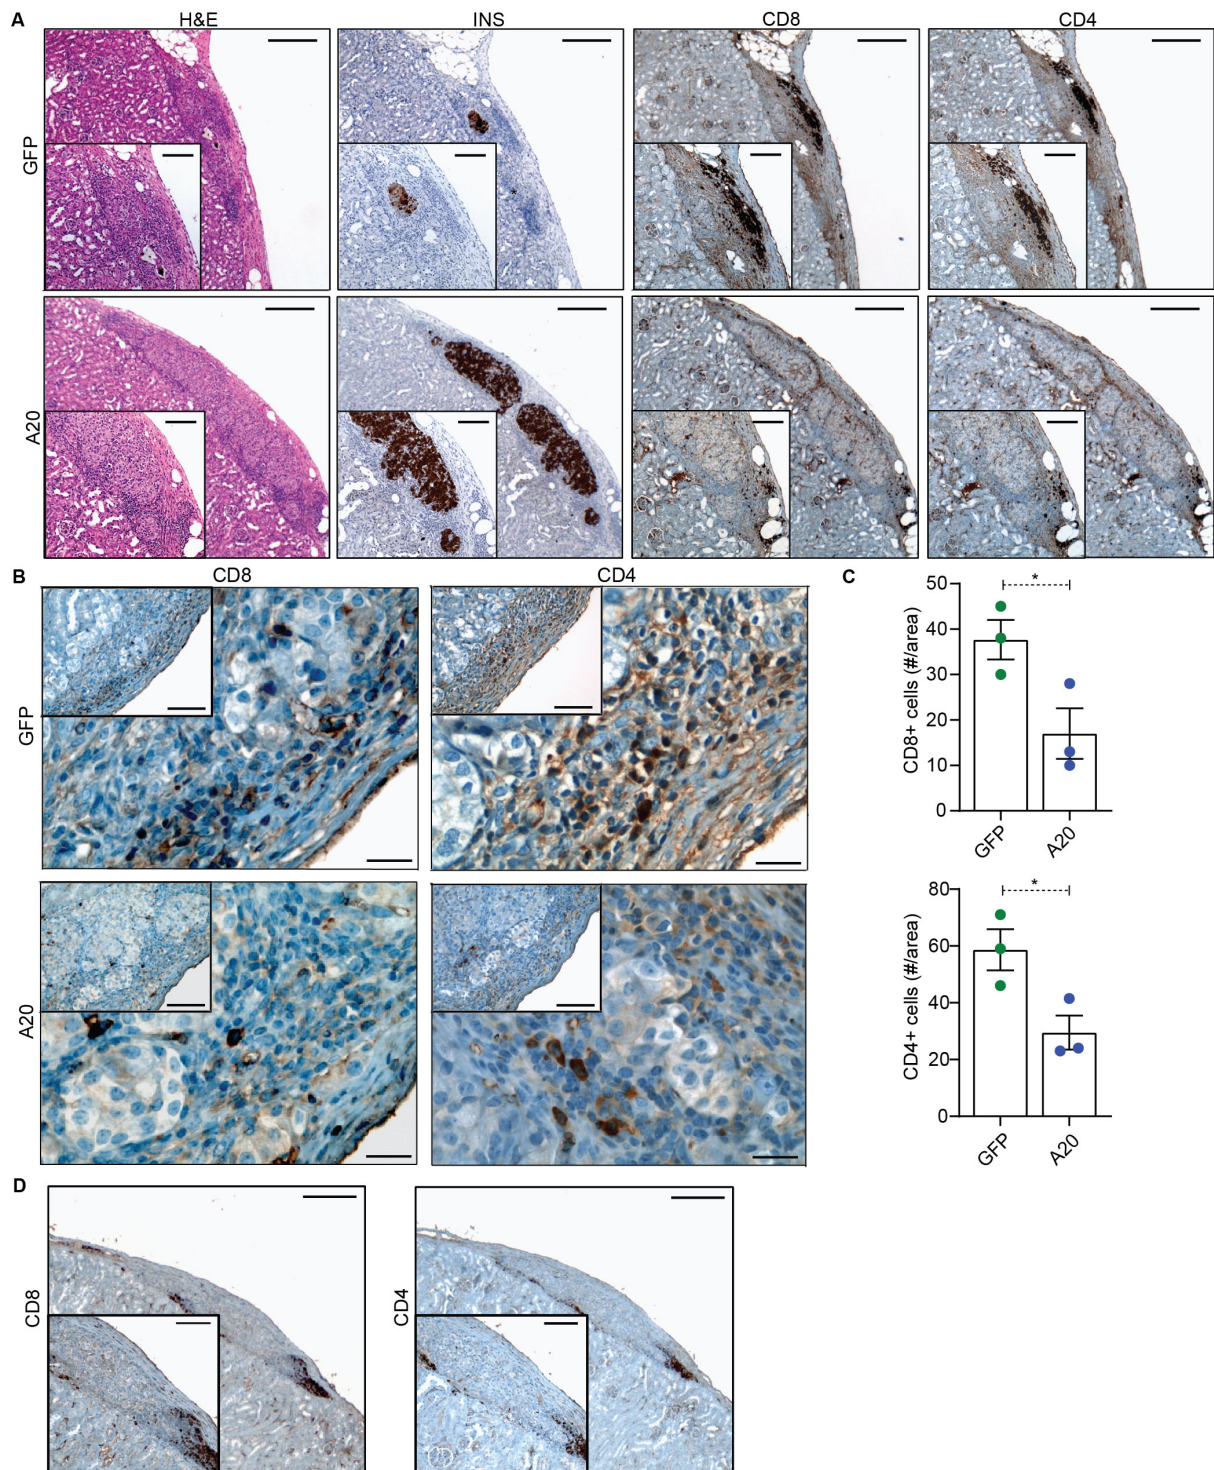 A
H&E
INS
CD8
CD4
GFP
*
A20
B
CD8
CD4
GFP
A20
C
CD8+ cells (#/area)
50
40
30
20
10
0
*
GFP
A20
CD4+ cells (#/area)
80
60
40
20
0
*
GFP
A20
D
CD8
CD4